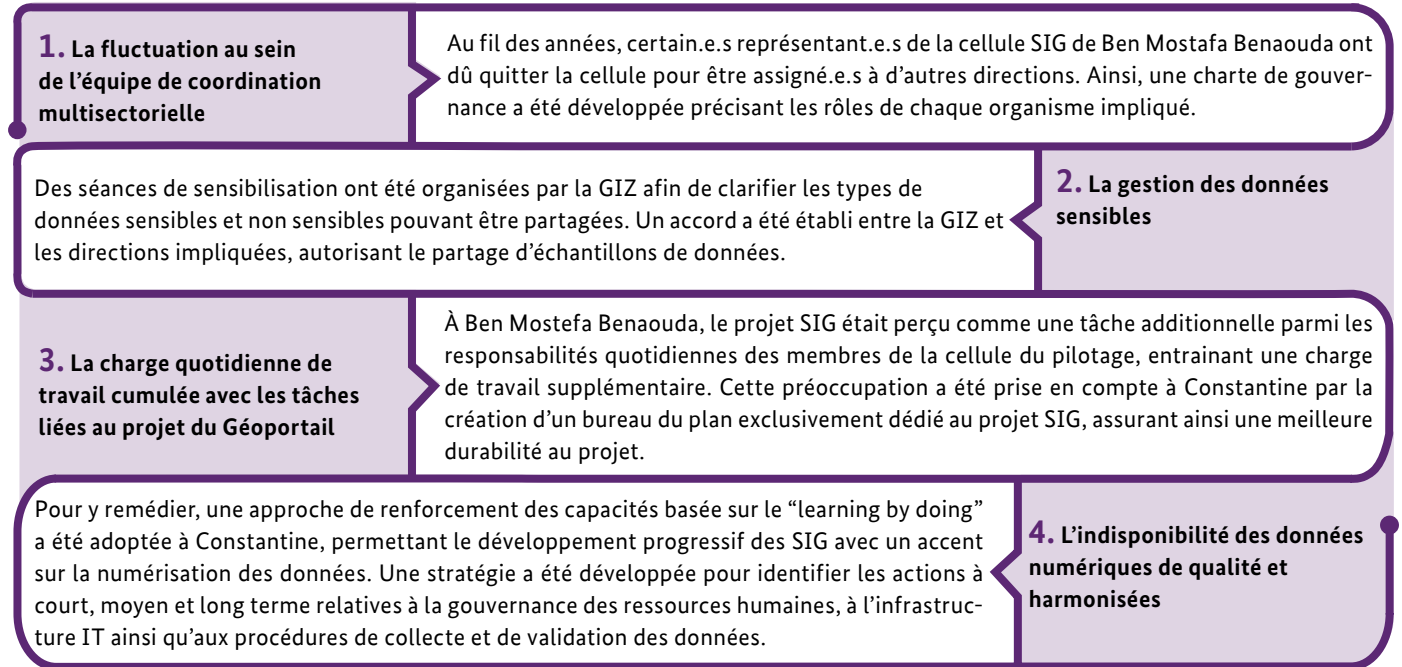 1. La fluctuation au sein
de l'équipe de coordination
multisectorielle
Au fil des années, certain.e.s représentant.e.s de la cellule SIG de Ben Mostafa Benaouda ont
dû quitter la cellule pour être assigné.e.s à d'autres directions. Ainsi, une charte de gouver-
nance a été développée précisant les rôles de chaque organisme impliqué.
2. La gestion des données
sensibles
Des séances de sensibilisation ont été organisées par la GIZ afin de clarifier les types de
données sensibles et non sensibles pouvant être partagées. Un accord a été établi entre la GIZ et
les directions impliquées, autorisant le partage d'échantillons de données.
3. La charge quotidienne de
travail cumulée avec les tâches
liées au projet du Géoportail
À Ben Mostefa Benaouda, le projet SIG était perçu comme une tâche additionnelle parmi les
responsabilités quotidiennes des membres de la cellule du pilotage, entrainant une charge
de travail supplémentaire. Cette préoccupation a été prise en compte à Constantine par la
création d'un bureau du plan exclusivement dédié au projet SIG, assurant ainsi une meilleure
durabilité au projet.
4. L'indisponibilité des données
numériques de qualité et
harmonisées
Pour y remédier, une approche de renforcement des capacités basée sur le “learning by doing”
a été adoptée à Constantine, permettant le développement progressif des SIG avec un accent
sur la numérisation des données. Une stratégie a été développée pour identifier les actions à
court, moyen et long terme relatives à la gouvernance des ressources humaines, à l'infrastruc-
ture IT ainsi qu'aux procédures de collecte et de validation des données.